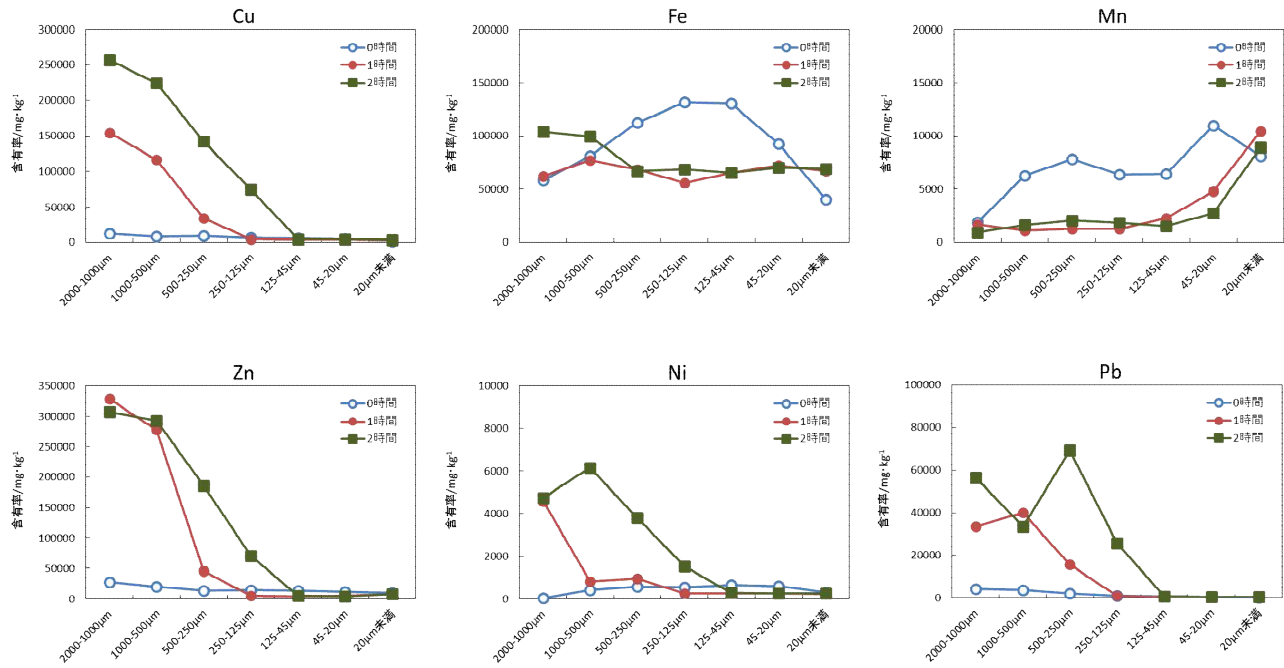 Cu
300000
250000
200000
150000
100000
50000
0
含有率/mg・kg-1
0時間
1時間
2時間
2000-1000μm
1000-500μm
500-250μm
250-125μm
125-45μm
45-20μm
20μm未満
Fe
200000
150000
100000
50000
0
含有率/mg・kg-1
0時間
1時間
2時間
2000-1000μm
1000-500μm
500-250μm
250-125μm
125-45μm
45-20μm
20μm未満
Mn
20000
15000
10000
5000
0
含有率/mg・kg-1
0時間
1時間
2時間
2000-1000μm
1000-500μm
500-250μm
250-125μm
125-45μm
45-20μm
20μm未満
Zn
350000
300000
250000
200000
150000
100000
50000
0
含有率/mg・kg-1
0時間
1時間
2時間
2000-1000μm
1000-500μm
500-250μm
250-125μm
125-45μm
45-20μm
20μm未満
Ni
10000
8000
6000
4000
2000
0
含有率/mg・kg-1
0時間
1時間
2時間
2000-1000μm
1000-500μm
500-250μm
250-125μm
125-45μm
45-20μm
20μm未満
Pb
100000
80000
60000
40000
20000
0
含有率/mg・kg-1
0時間
1時間
2時間
2000-1000μm
1000-500μm
500-250μm
250-125μm
125-45μm
45-20μm
20μm未満